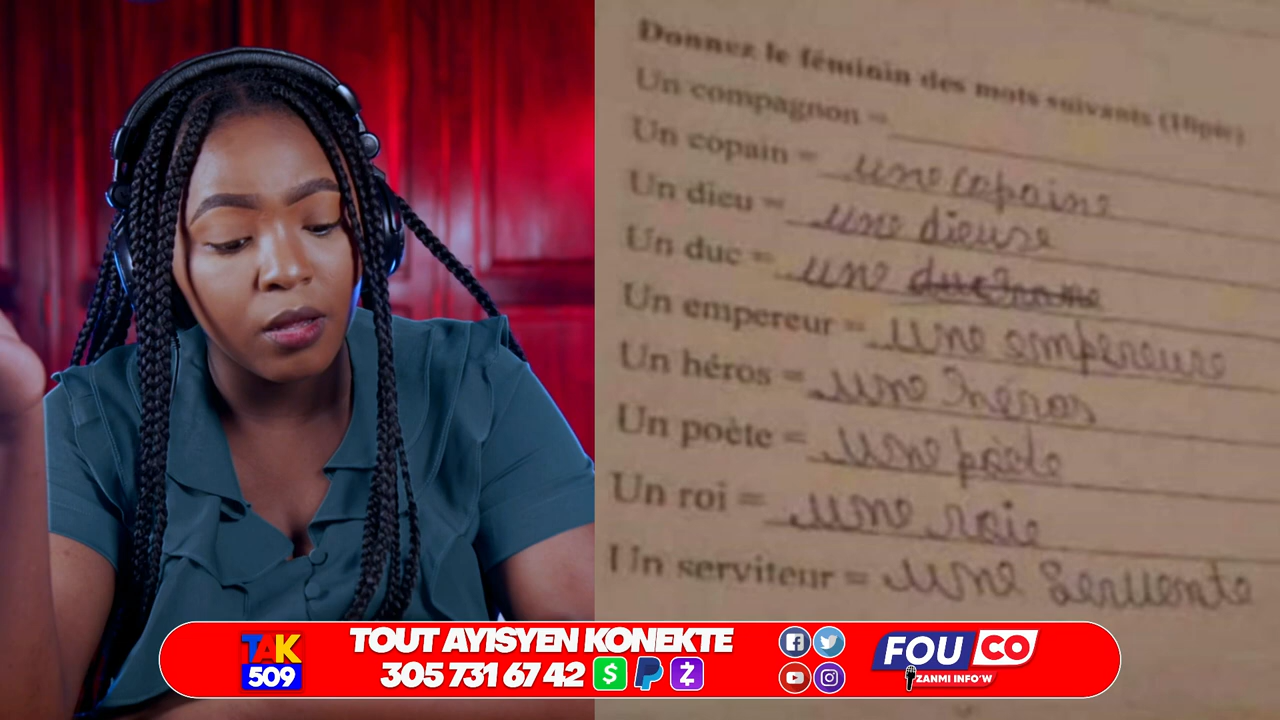 Donnez le féminin des mots suivants (10pts)
Un compagnon =
Un copain = une copaine
Un dieu = une dieuse
Un duc = une
Un empereur = une empereure
Un héros = une héros
Un poète = une poète
Un roi = une roie
Un serviteur = une servente
TAK
509
TOUT AYISYEN KONEKTE
305 731 67 42
FOU CO
ZANMI INFO'W